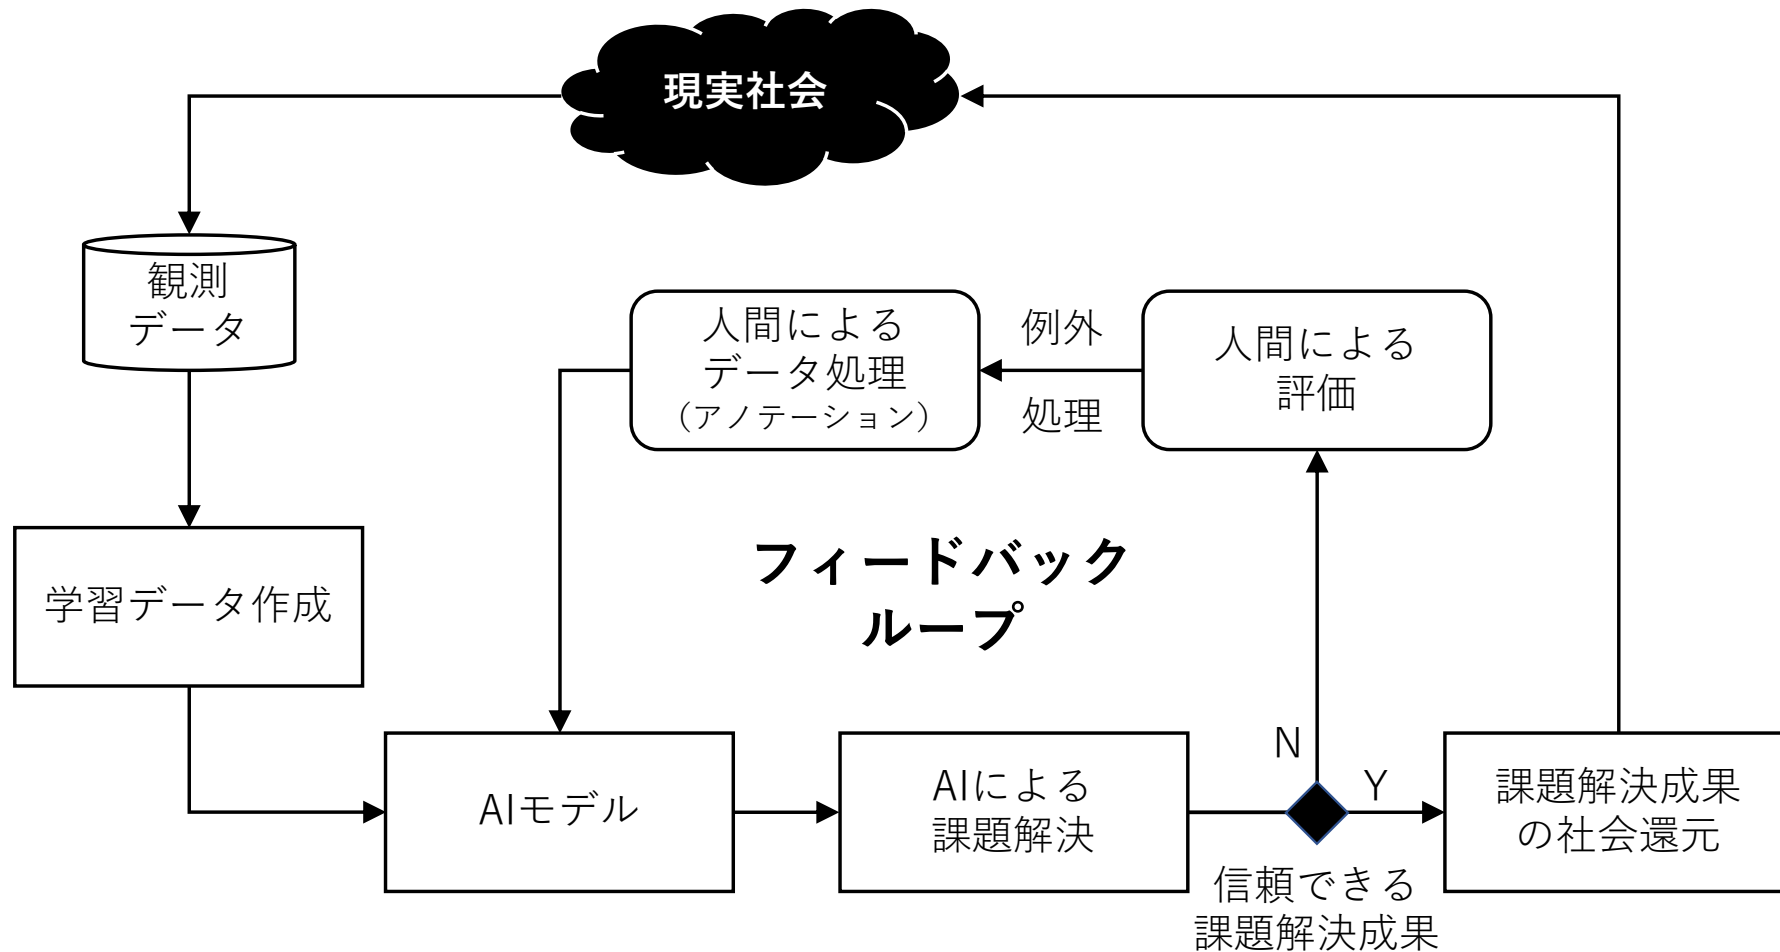 現実社会
観測
データ
人間による
データ処理
（アノテーション）
例外
処理
人間による
評価
学習データ作成
フィードバック
ループ
AIモデル
AIによる
課題解決
N
Y
信頼できる
課題解決成果
課題解決成果
の社会還元